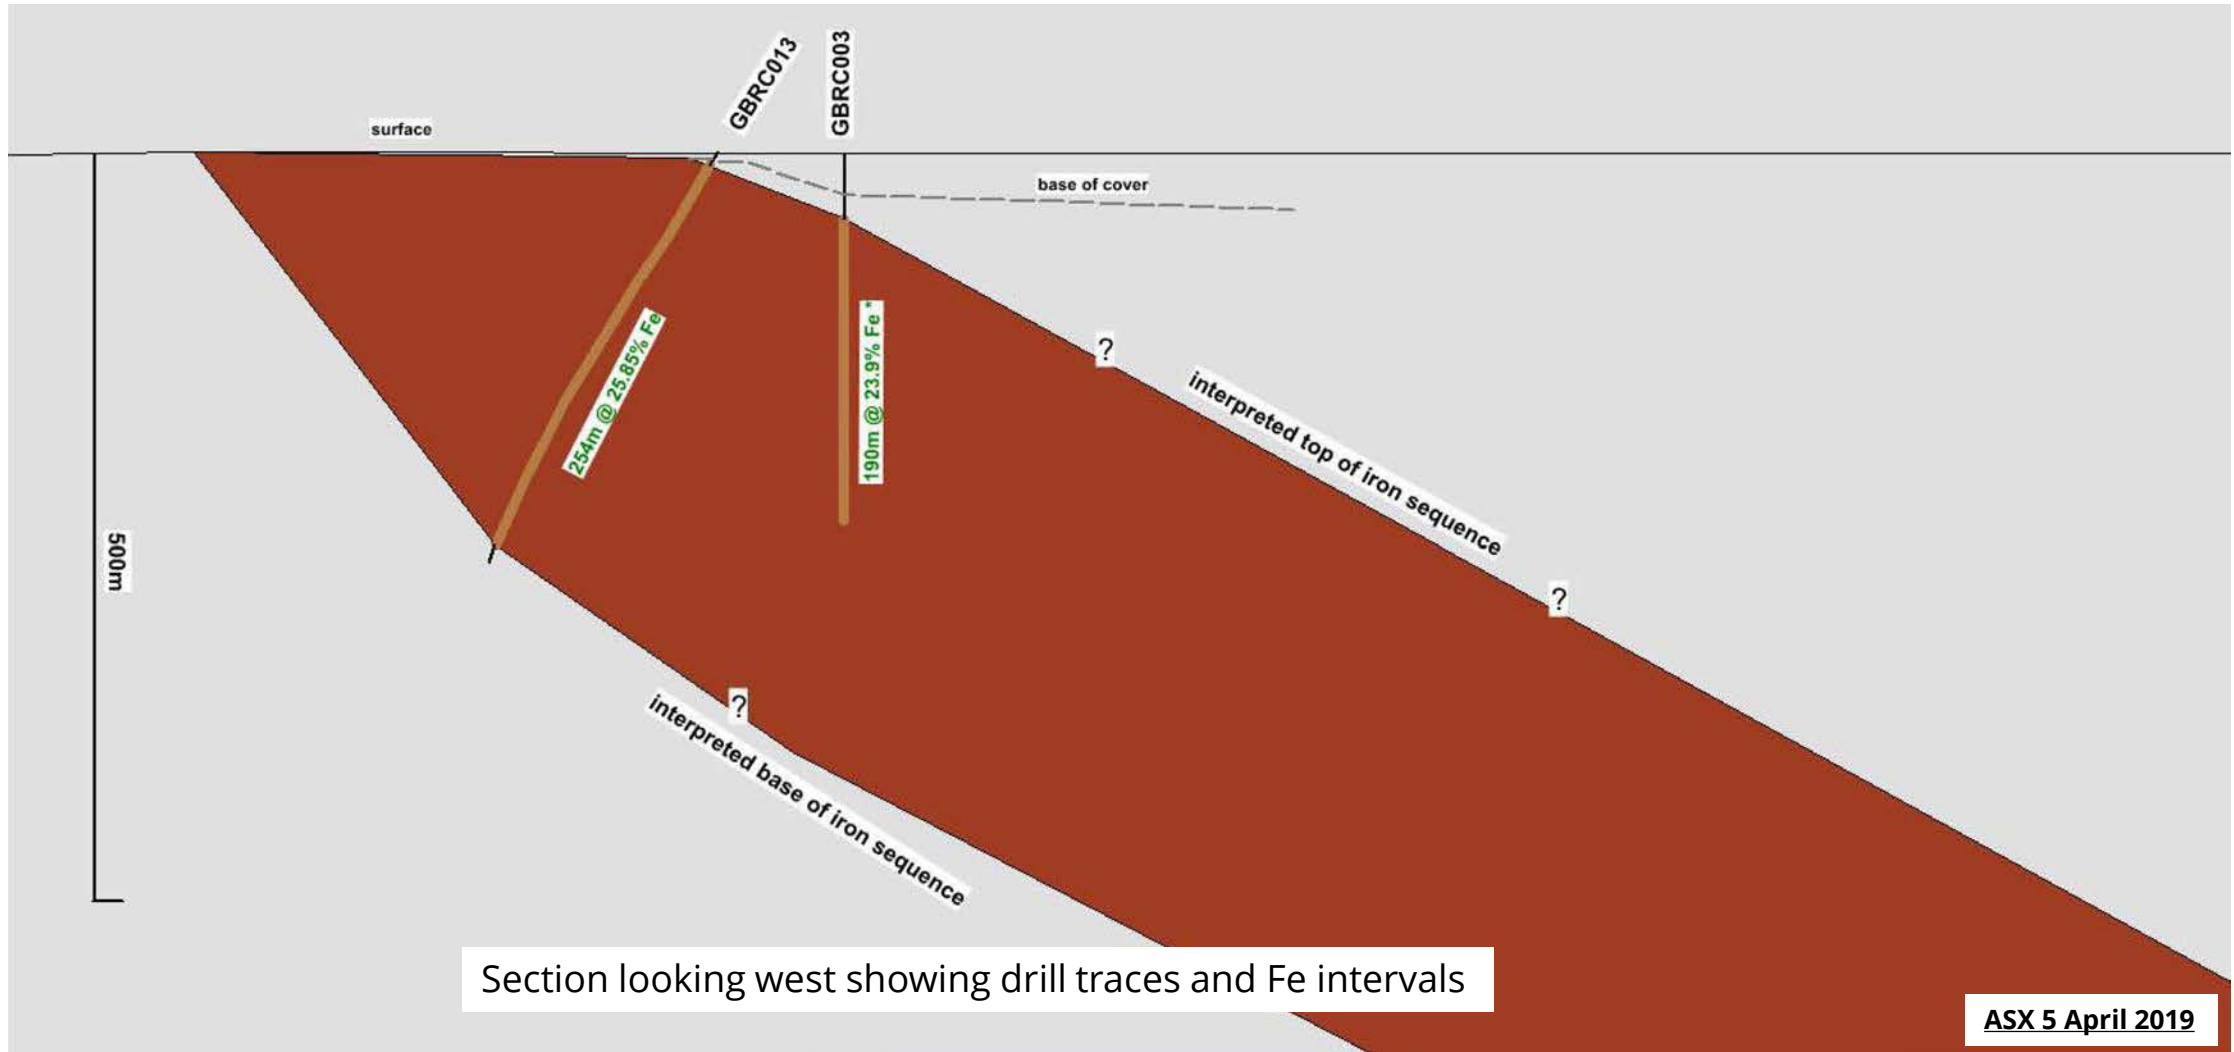 GBRC013
GBRC003
surface
base of cover
254m @ 25.85% Fe
190m @ 23.9% Fe *
?
interpreted top of iron sequence
500m
?
?
interpreted base of iron sequence
Section looking west showing drill traces and Fe intervals
ASX 5 April 2019